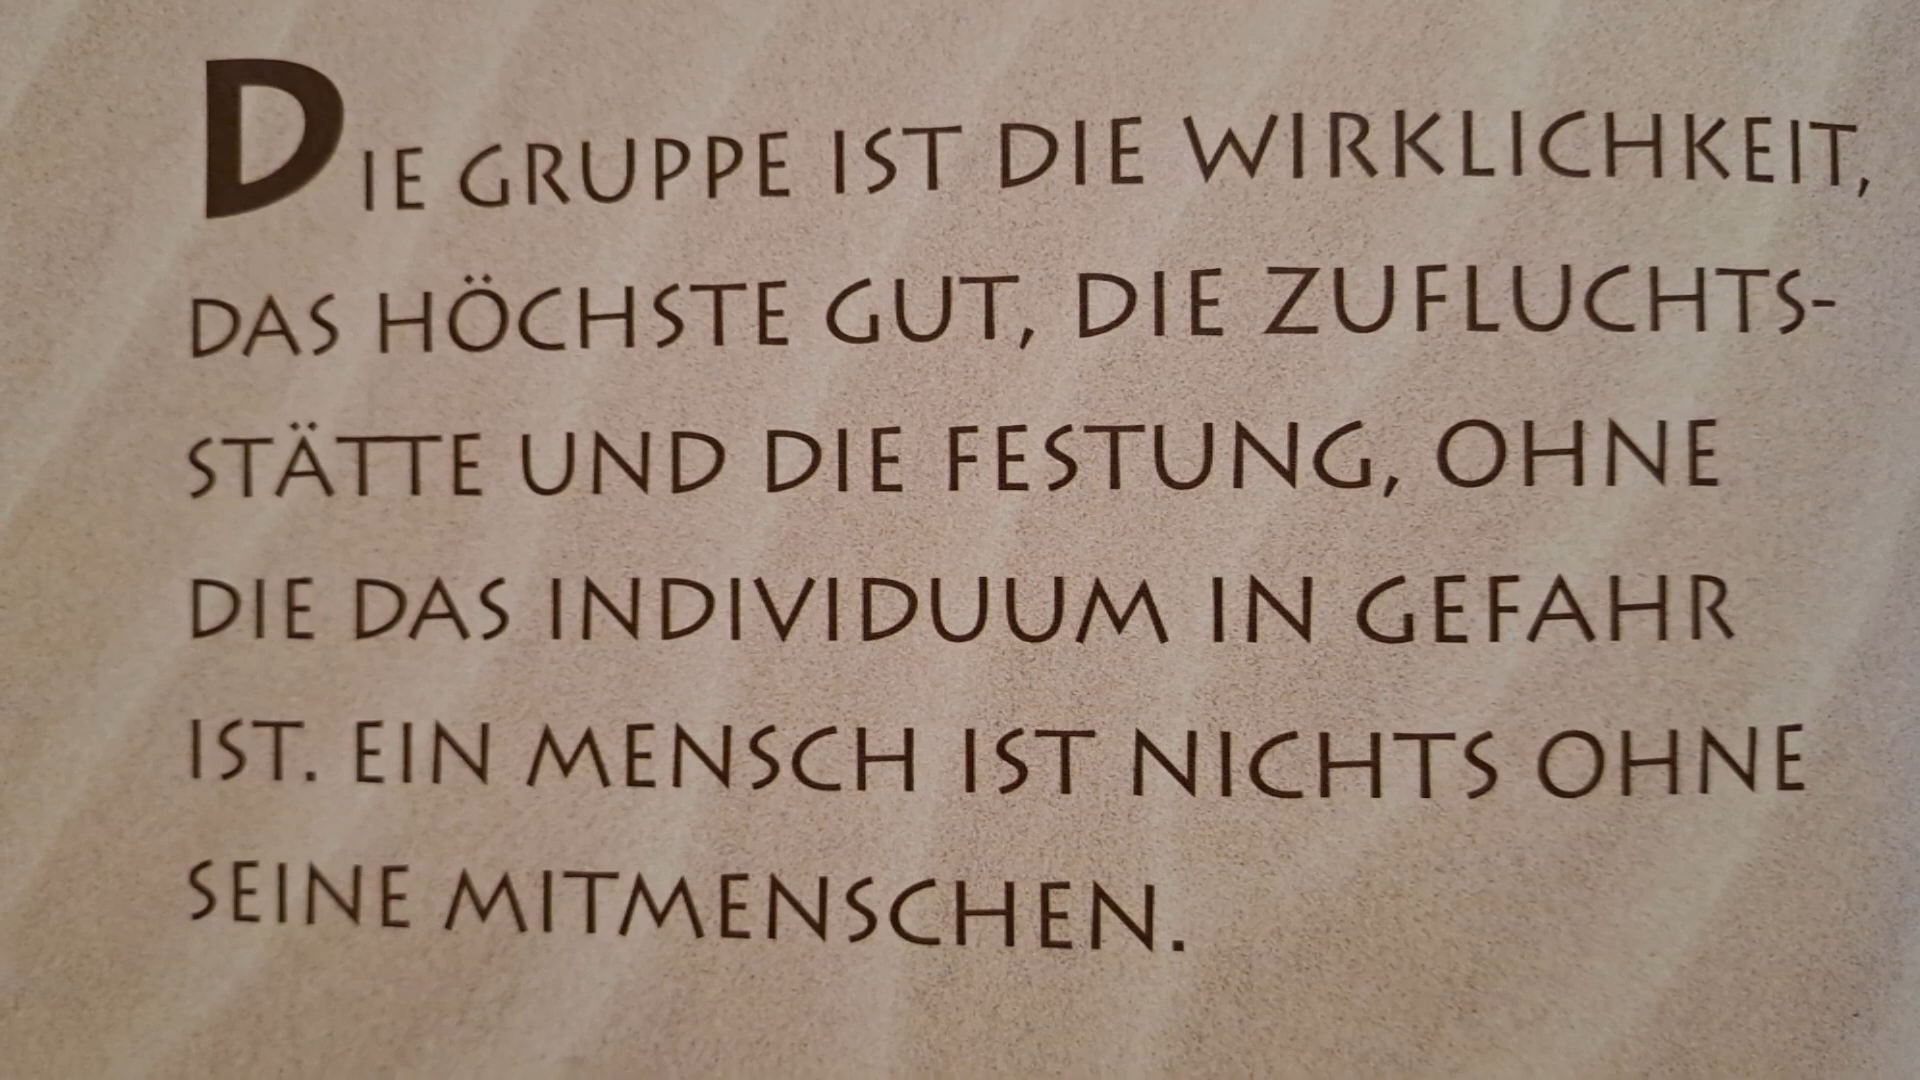 DIE GRUPPE IST DIE WIRKLICHKEIT,
DAS HÖCHSTE GUT, DIE ZUFLUCHTS-
STÄTTE UND DIE FESTUNG, OHNE
DIE DAS INDIVIDUUM IN GEFAHR
IST. EIN MENSCH IST NICHTS OHNE
SEINE MITMENSCHEN.